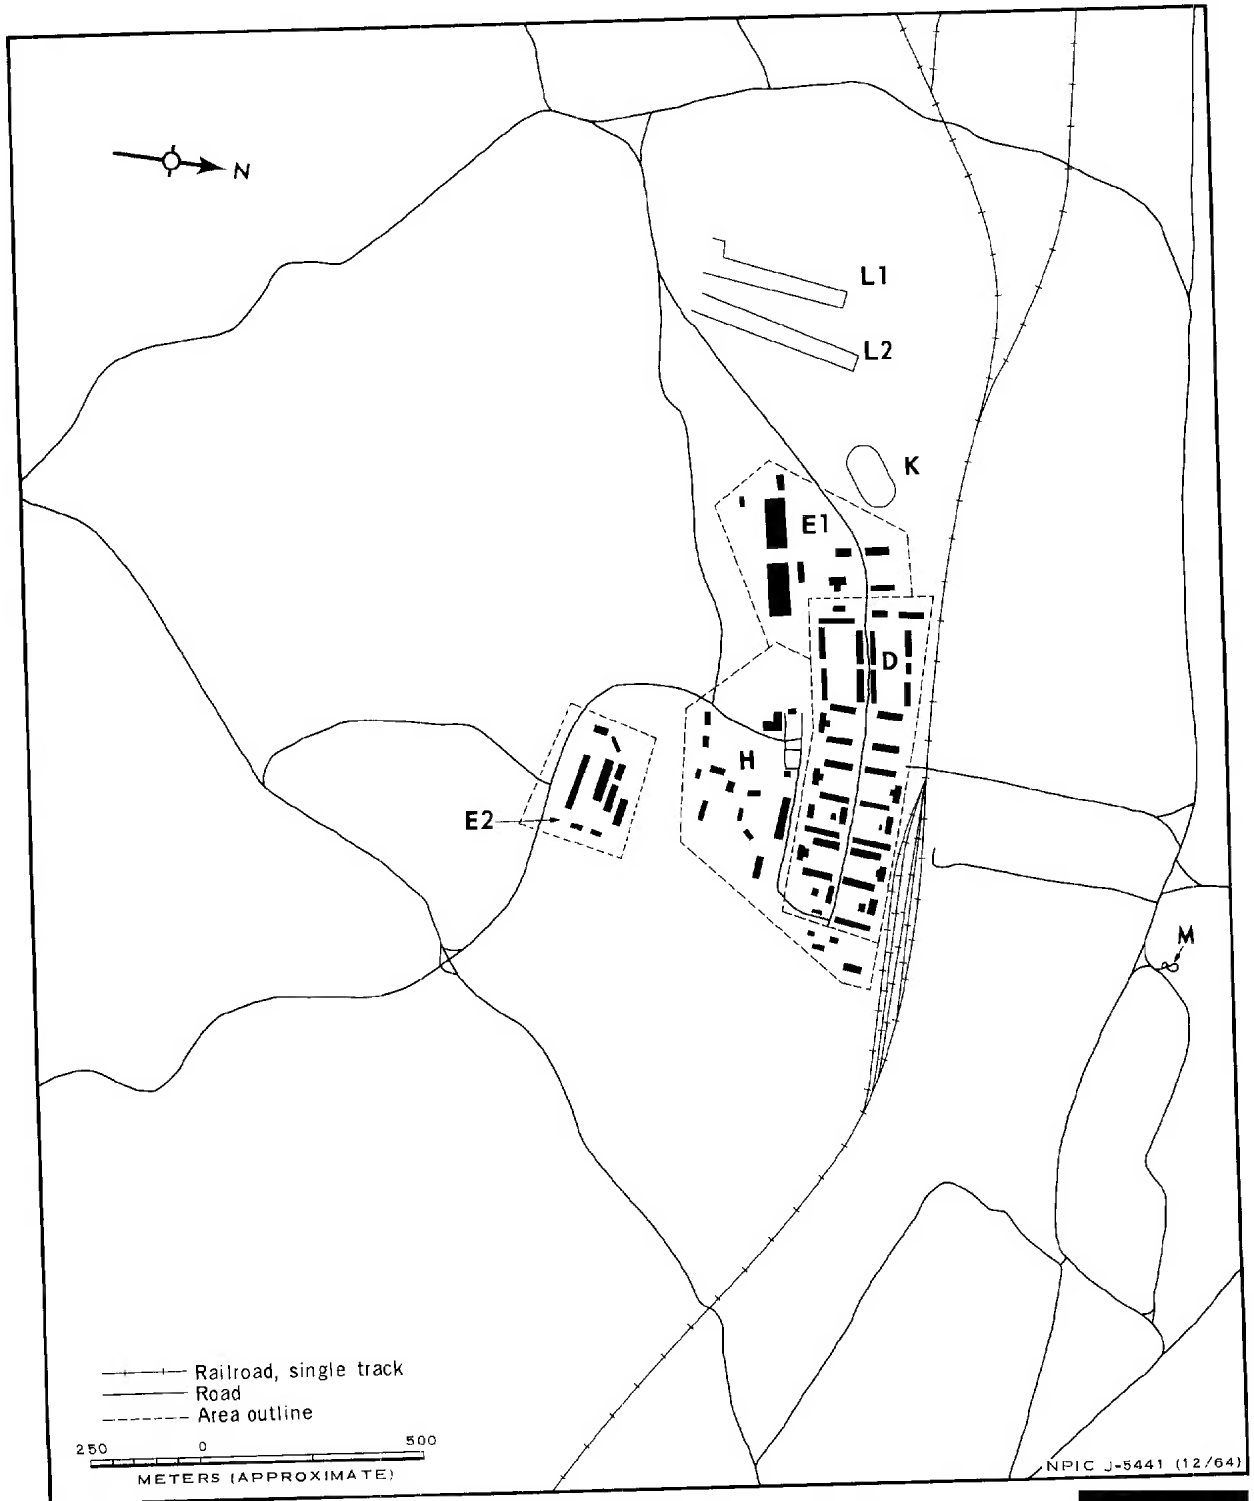 N
L1
L2
K
E1
D
H
E2
M
Railroad, single track
Road
Area outline
250 0 500
METERS (APPROXIMATE)
NPIC J-5441 (12/64)